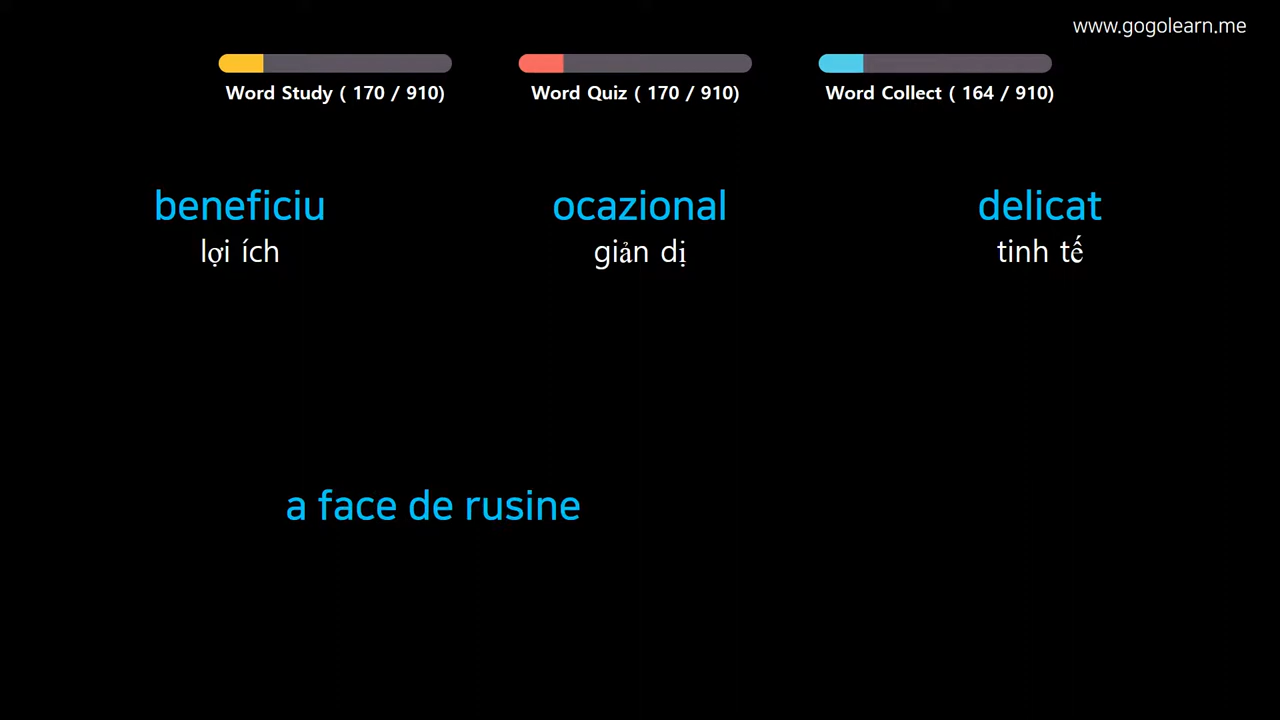 www.gogolearn.me
Word Study ( 170 / 910)
Word Quiz ( 170 / 910)
Word Collect ( 164 / 910)
beneficiu
lợi ích
ocazional
giản dị
delicat
tinh tế
a face de rusine